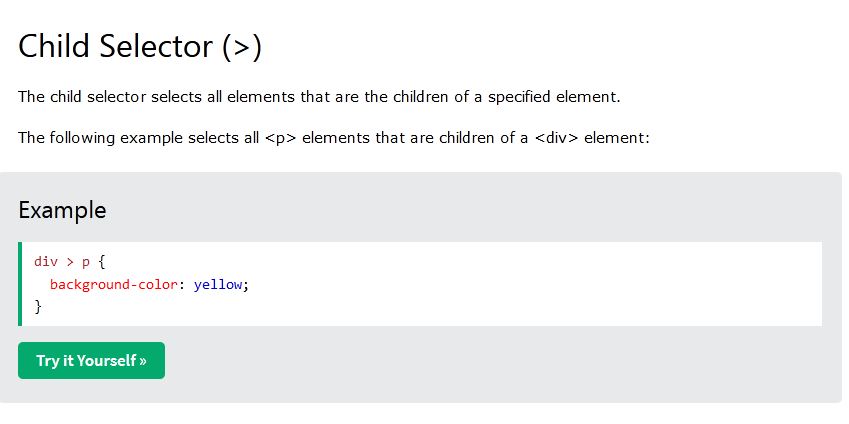 Child Selector (>)
The child selector selects all elements that are the children of a specified element.
The following example selects all <p> elements that are children of a <div> element:
Example
div > p {
  background-color: yellow;
}
Try it Yourself »